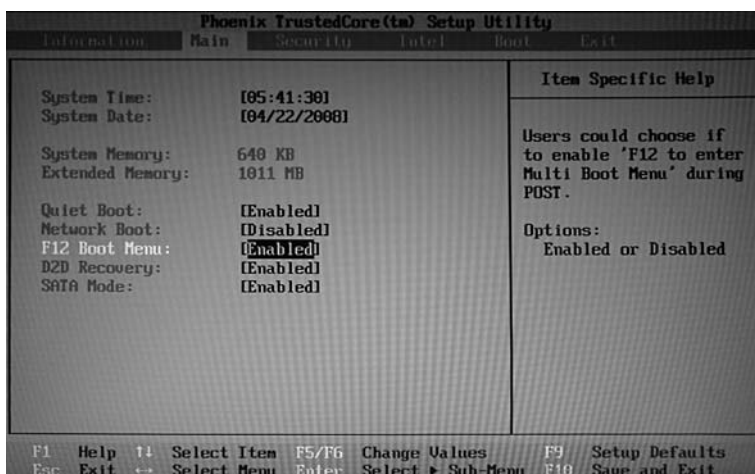 Phoenix TrustedCore(tm) Setup Utility
Information Main Security Intel Boot Exit
System Time: [05:41:30]
System Date: [04/22/2008]
System Memory: 640 KB
Extended Memory: 1011 MB
Quiet Boot: [Enabled]
Network Boot: [Disabled]
F12 Boot Menu: [Enabled]
D2D Recovery: [Enabled]
SATA Mode: [Enabled]
Item Specific Help
Users could choose if
to enable 'F12 to enter
Multi Boot Menu' during
POST.
Options:
Enabled or Disabled
F1 Help ↑↓ Select Item F5/F6 Change Values F9 Setup Defaults
Esc Exit ↔ Select Menu Enter Select ▶ Sub-Menu F10 Save and Exit